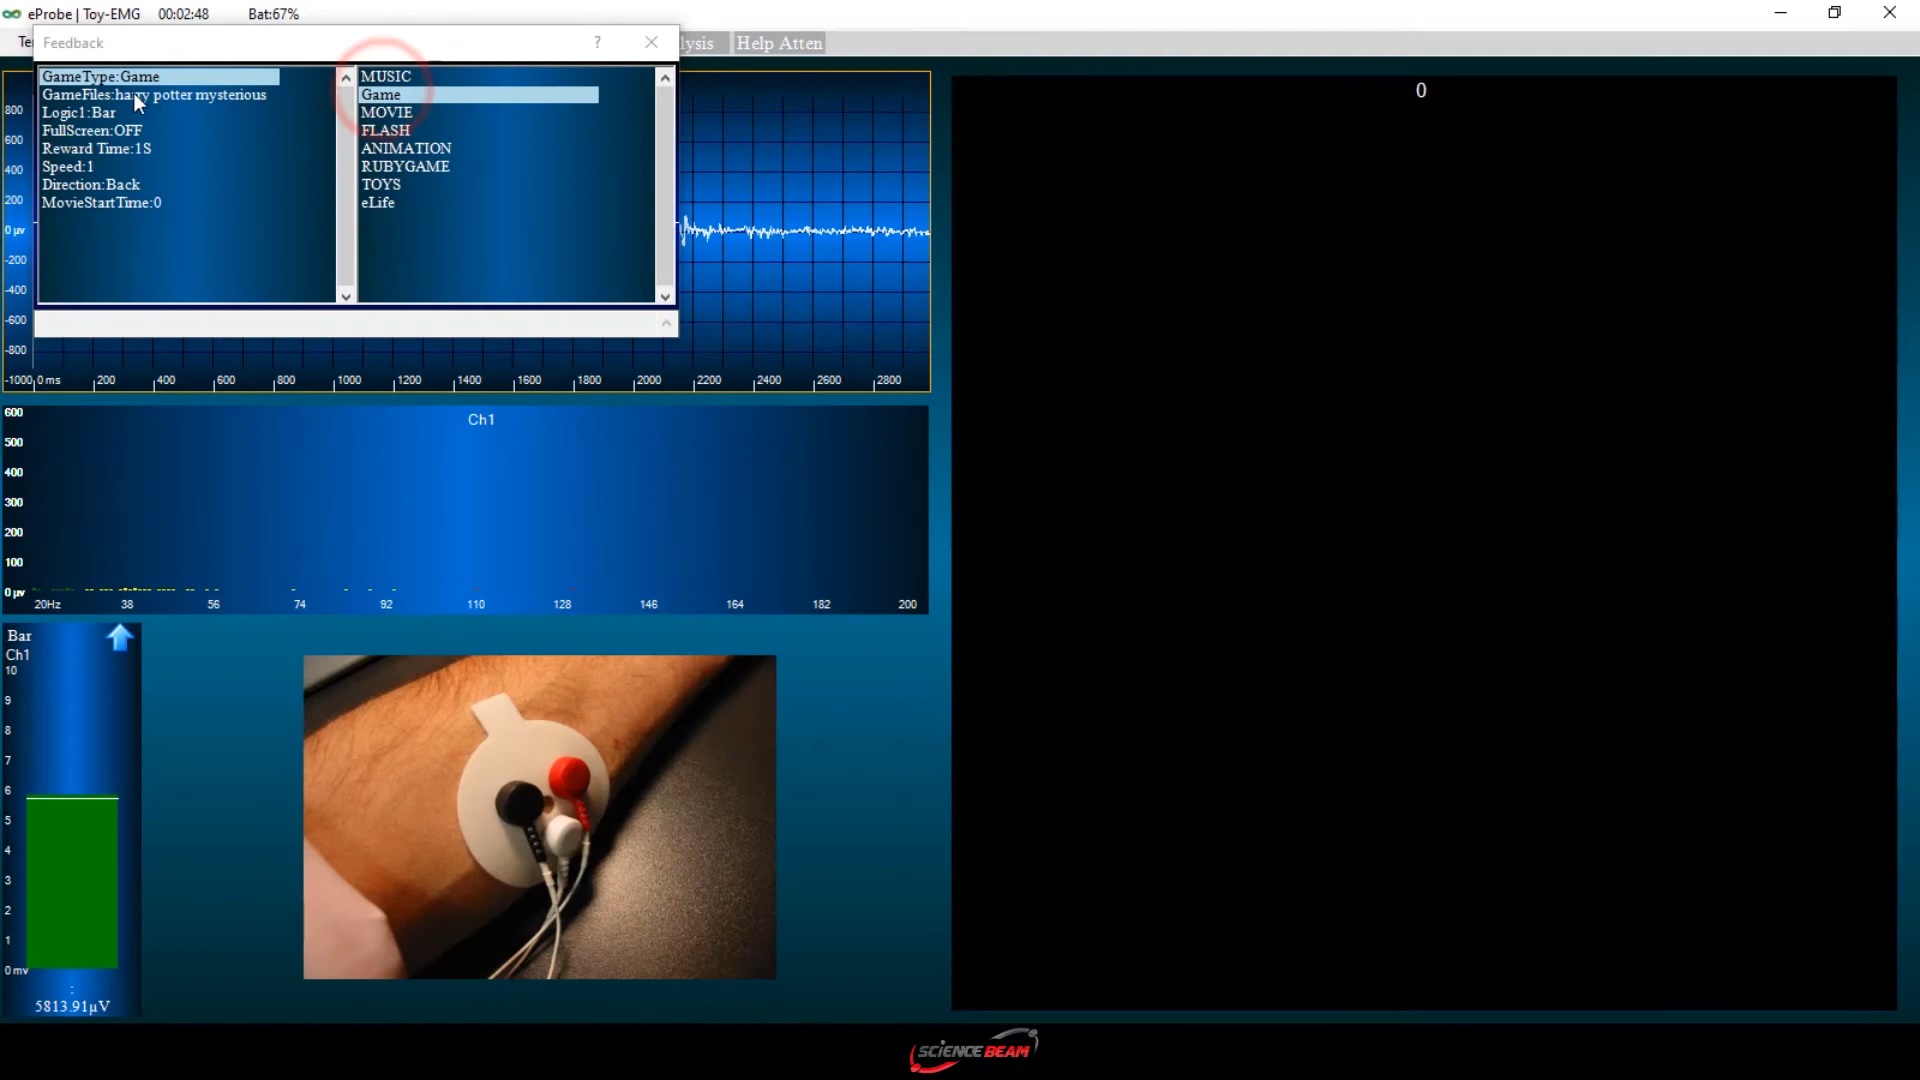 eProbe | Toy-EMG 00:02:48 Bat:67%
Te
Feedback ?
lysis Help Atten
GameType:Game
GameFiles:harry potter mysterious
Logic1:Bar
FullScreen:OFF
Reward Time:1S
Speed:1
Direction:Back
MovieStartTime:0
MUSIC
Game
MOVIE
FLASH
ANIMATION
RUBYGAME
TOYS
eLife
0
800
600
400
200
0 µv
-200
-400
-600
-800
-1000 0 ms 200 400 600 800 1000 1200 1400 1600 1800 2000 2200 2400 2600 2800
Ch1
600
500
400
300
200
100
0 µv
20Hz 38 56 74 92 110 128 146 164 182 200
Bar
Ch1
10
9
8
7
6
5
4
3
2
1
0 mv
:
5813.91µV
SCIENCE BEAM